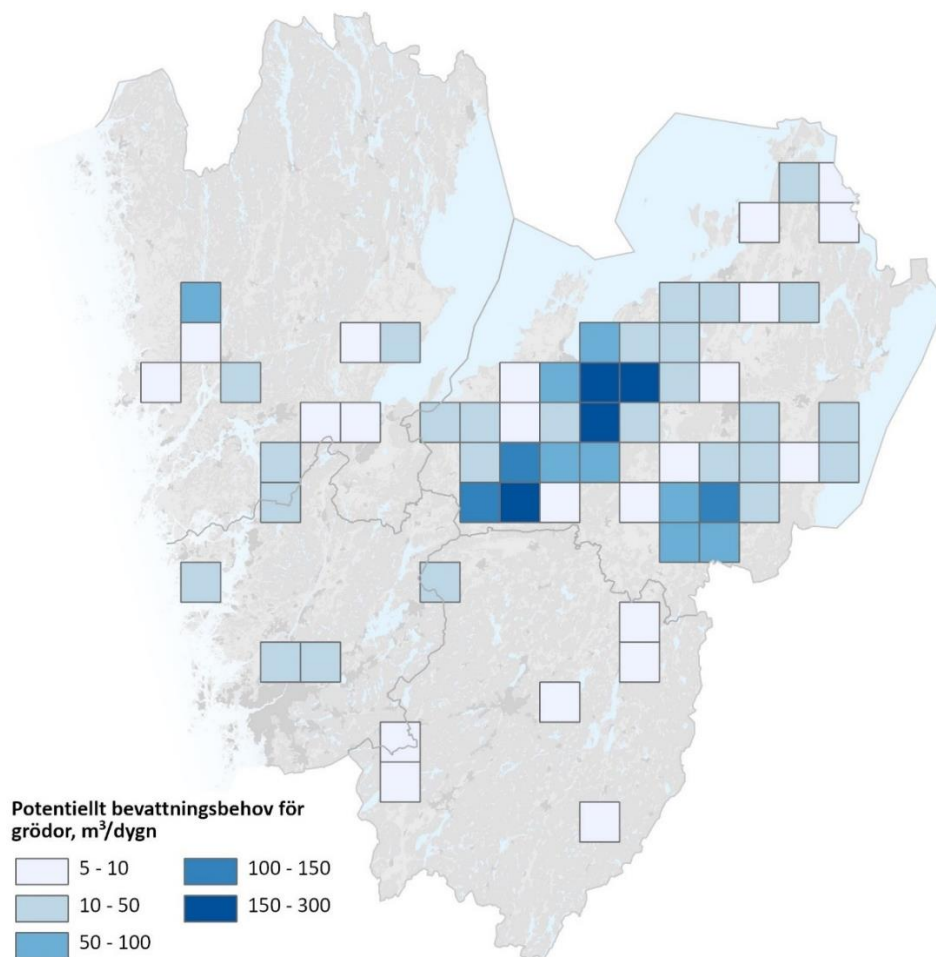 Potentiellt bevattningsbehov för
grödor, m³/dygn
5 - 10
10 - 50
50 - 100
100 - 150
150 - 300